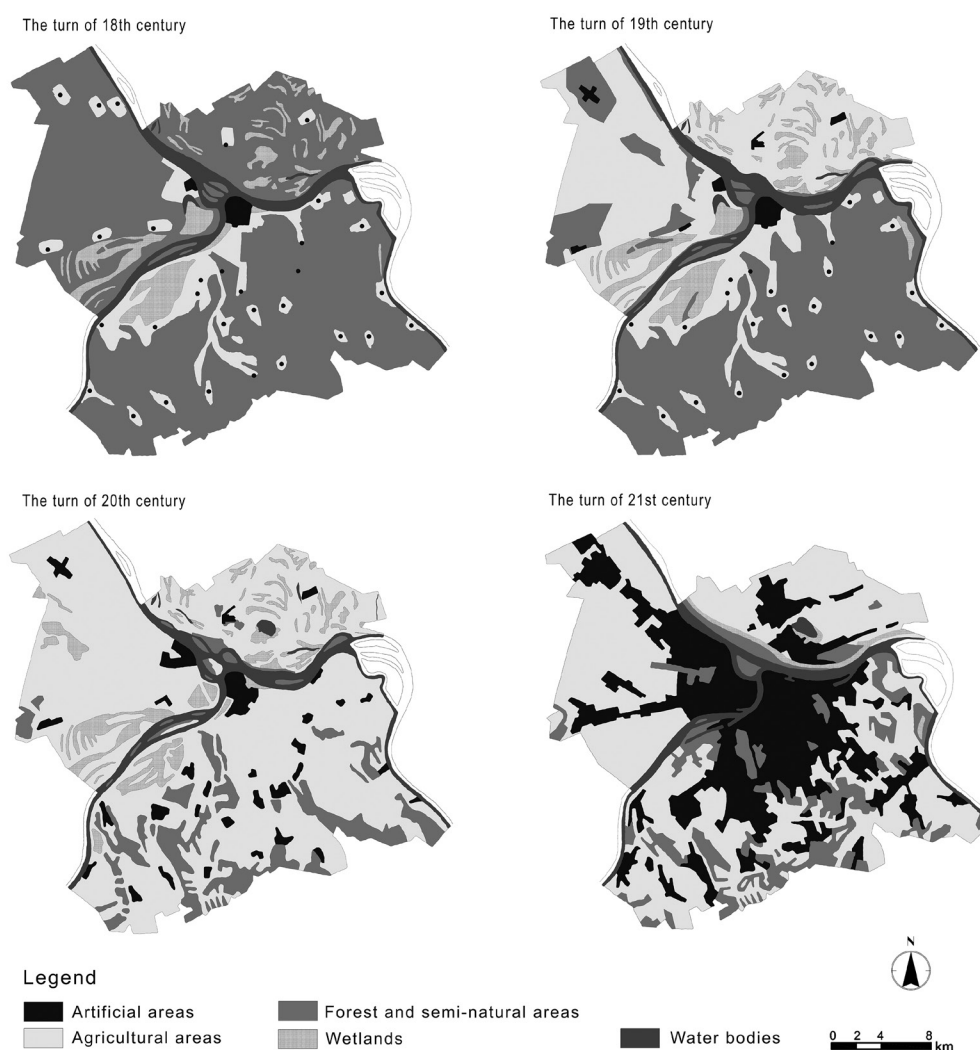 The turn of 18th century
The turn of 19th century
The turn of 20th century
The turn of 21st century
N
Legend
Artificial areas
Forest and semi-natural areas
Agricultural areas
Wetlands
Water bodies
0 2 4 8
km